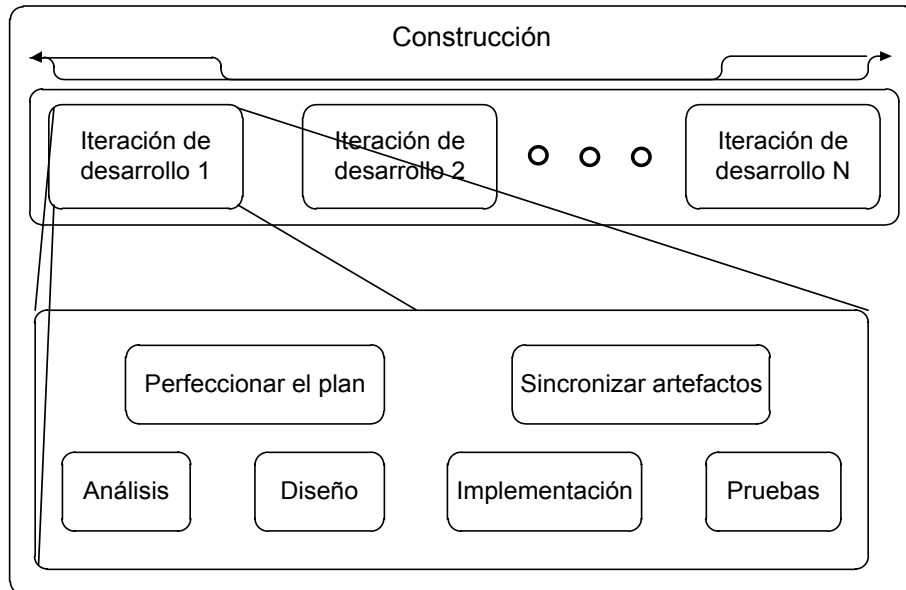 Construcción
Iteración de
desarrollo 1
Iteración de
desarrollo 2
Iteración de
desarrollo N
Perfeccionar el plan
Sincronizar artefactos
Análisis
Diseño
Implementación
Pruebas